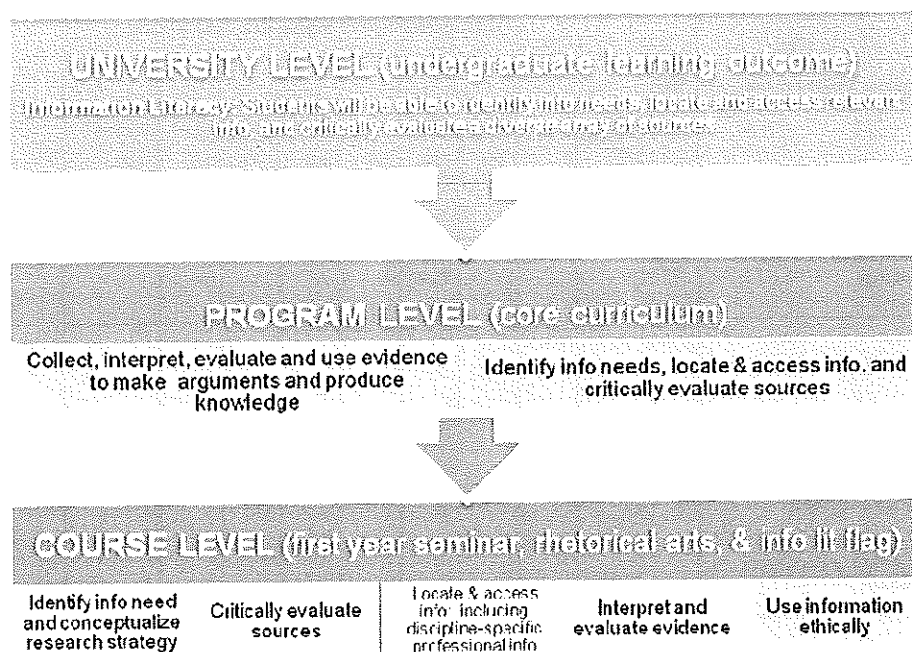 UNIVERSITY LEVEL (undergraduate learning outcome)
Information Literacy: Students will be able to identify info needs, locate and access relevant
info. and critically evaluate a diverse array of sources
PROGRAM LEVEL (core curriculum)
Collect, interpret, evaluate and use evidence
to make arguments and produce
knowledge
Identify info needs, locate & access info. and
critically evaluate sources
COURSE LEVEL (first year seminar, rhetorical arts, & info lit flag)
Identify info need
and conceptualize
research strategy
Critically evaluate
sources
Locate & access
info: including
discipline-specific
professional info
Interpret and
evaluate evidence
Use information
ethically